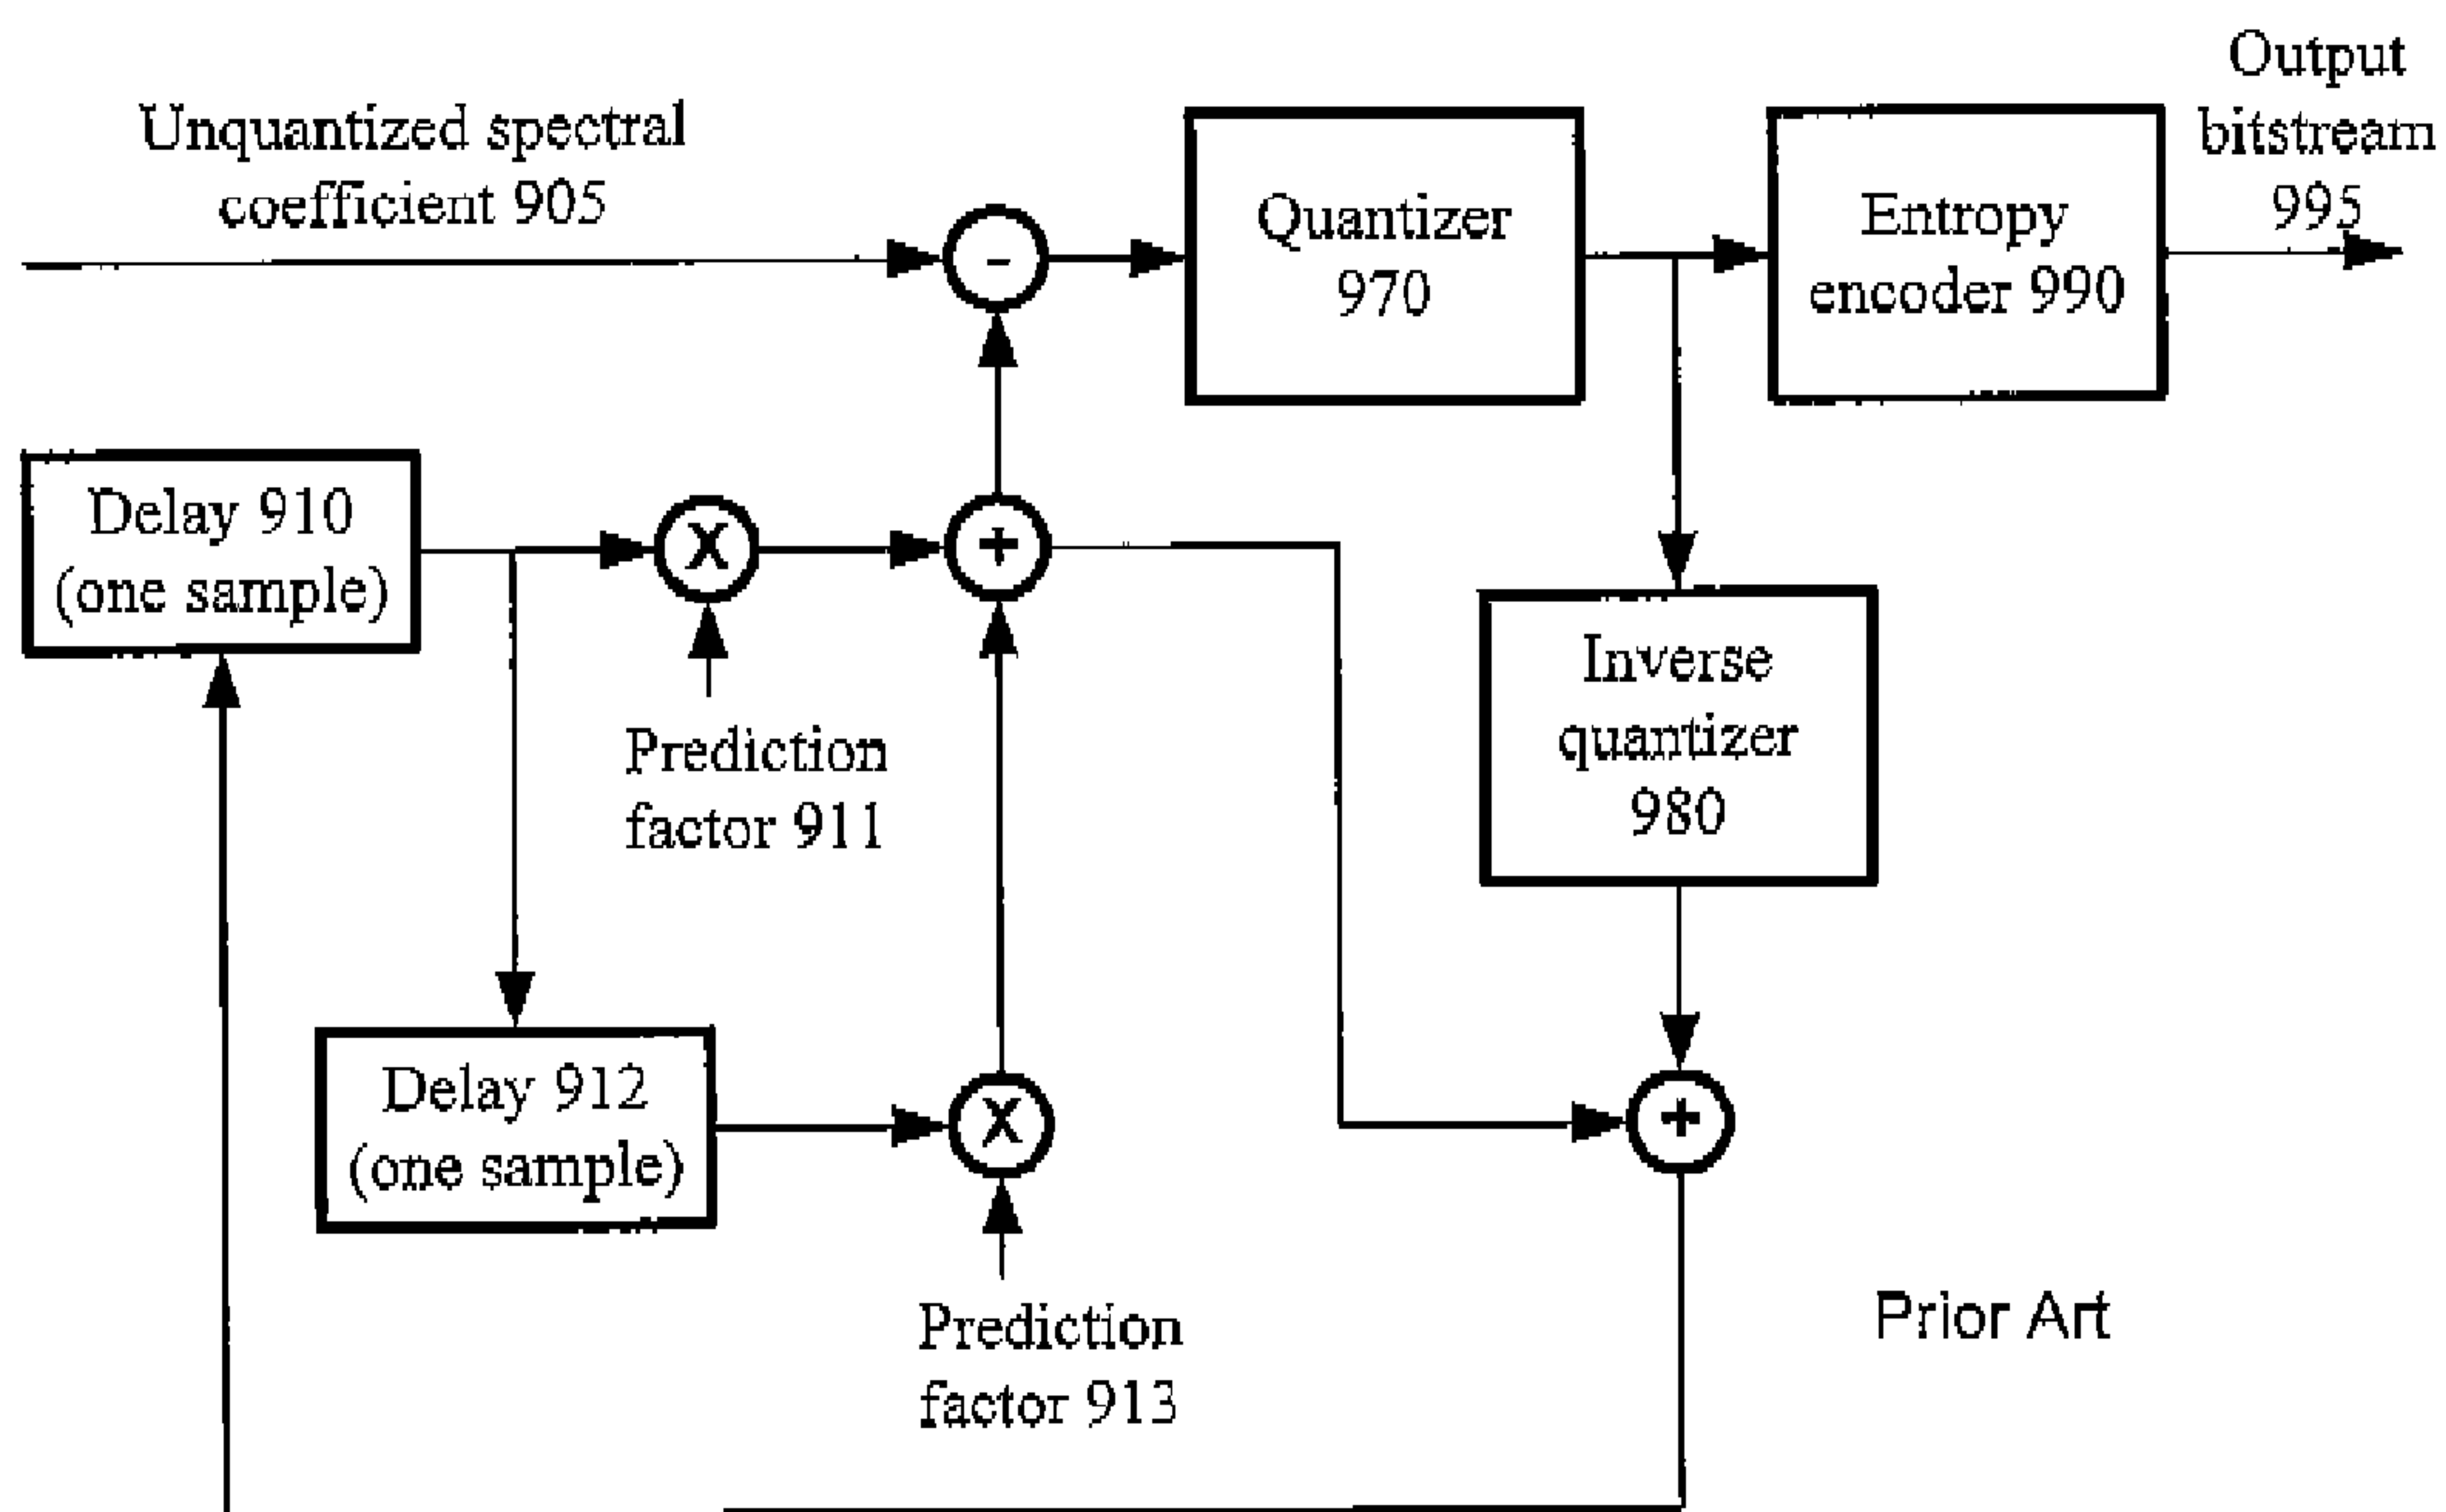 Unquantized spectral
coefficient 905
-
Quantizer
970
Entropy
encoder 990
Output
bitstream
995
Delay 910
(one sample)
X
+
Prediction
factor 911
Inverse
quantizer
980
Delay 912
(one sample)
X
+
Prediction
factor 913
Prior Art